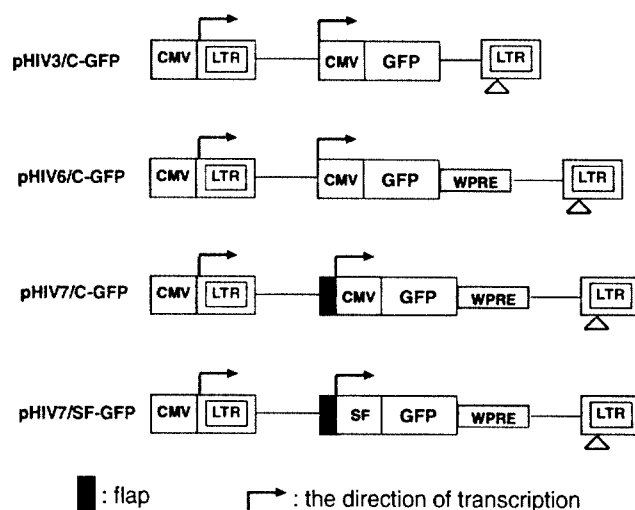 pHIV3/C-GFP CMV LTR CMV GFP LTR
pHIV6/C-GFP CMV LTR CMV GFP WPRE LTR
pHIV7/C-GFP CMV LTR CMV GFP WPRE LTR
pHIV7/SF-GFP CMV LTR SF GFP WPRE LTR
: flap : the direction of transcription